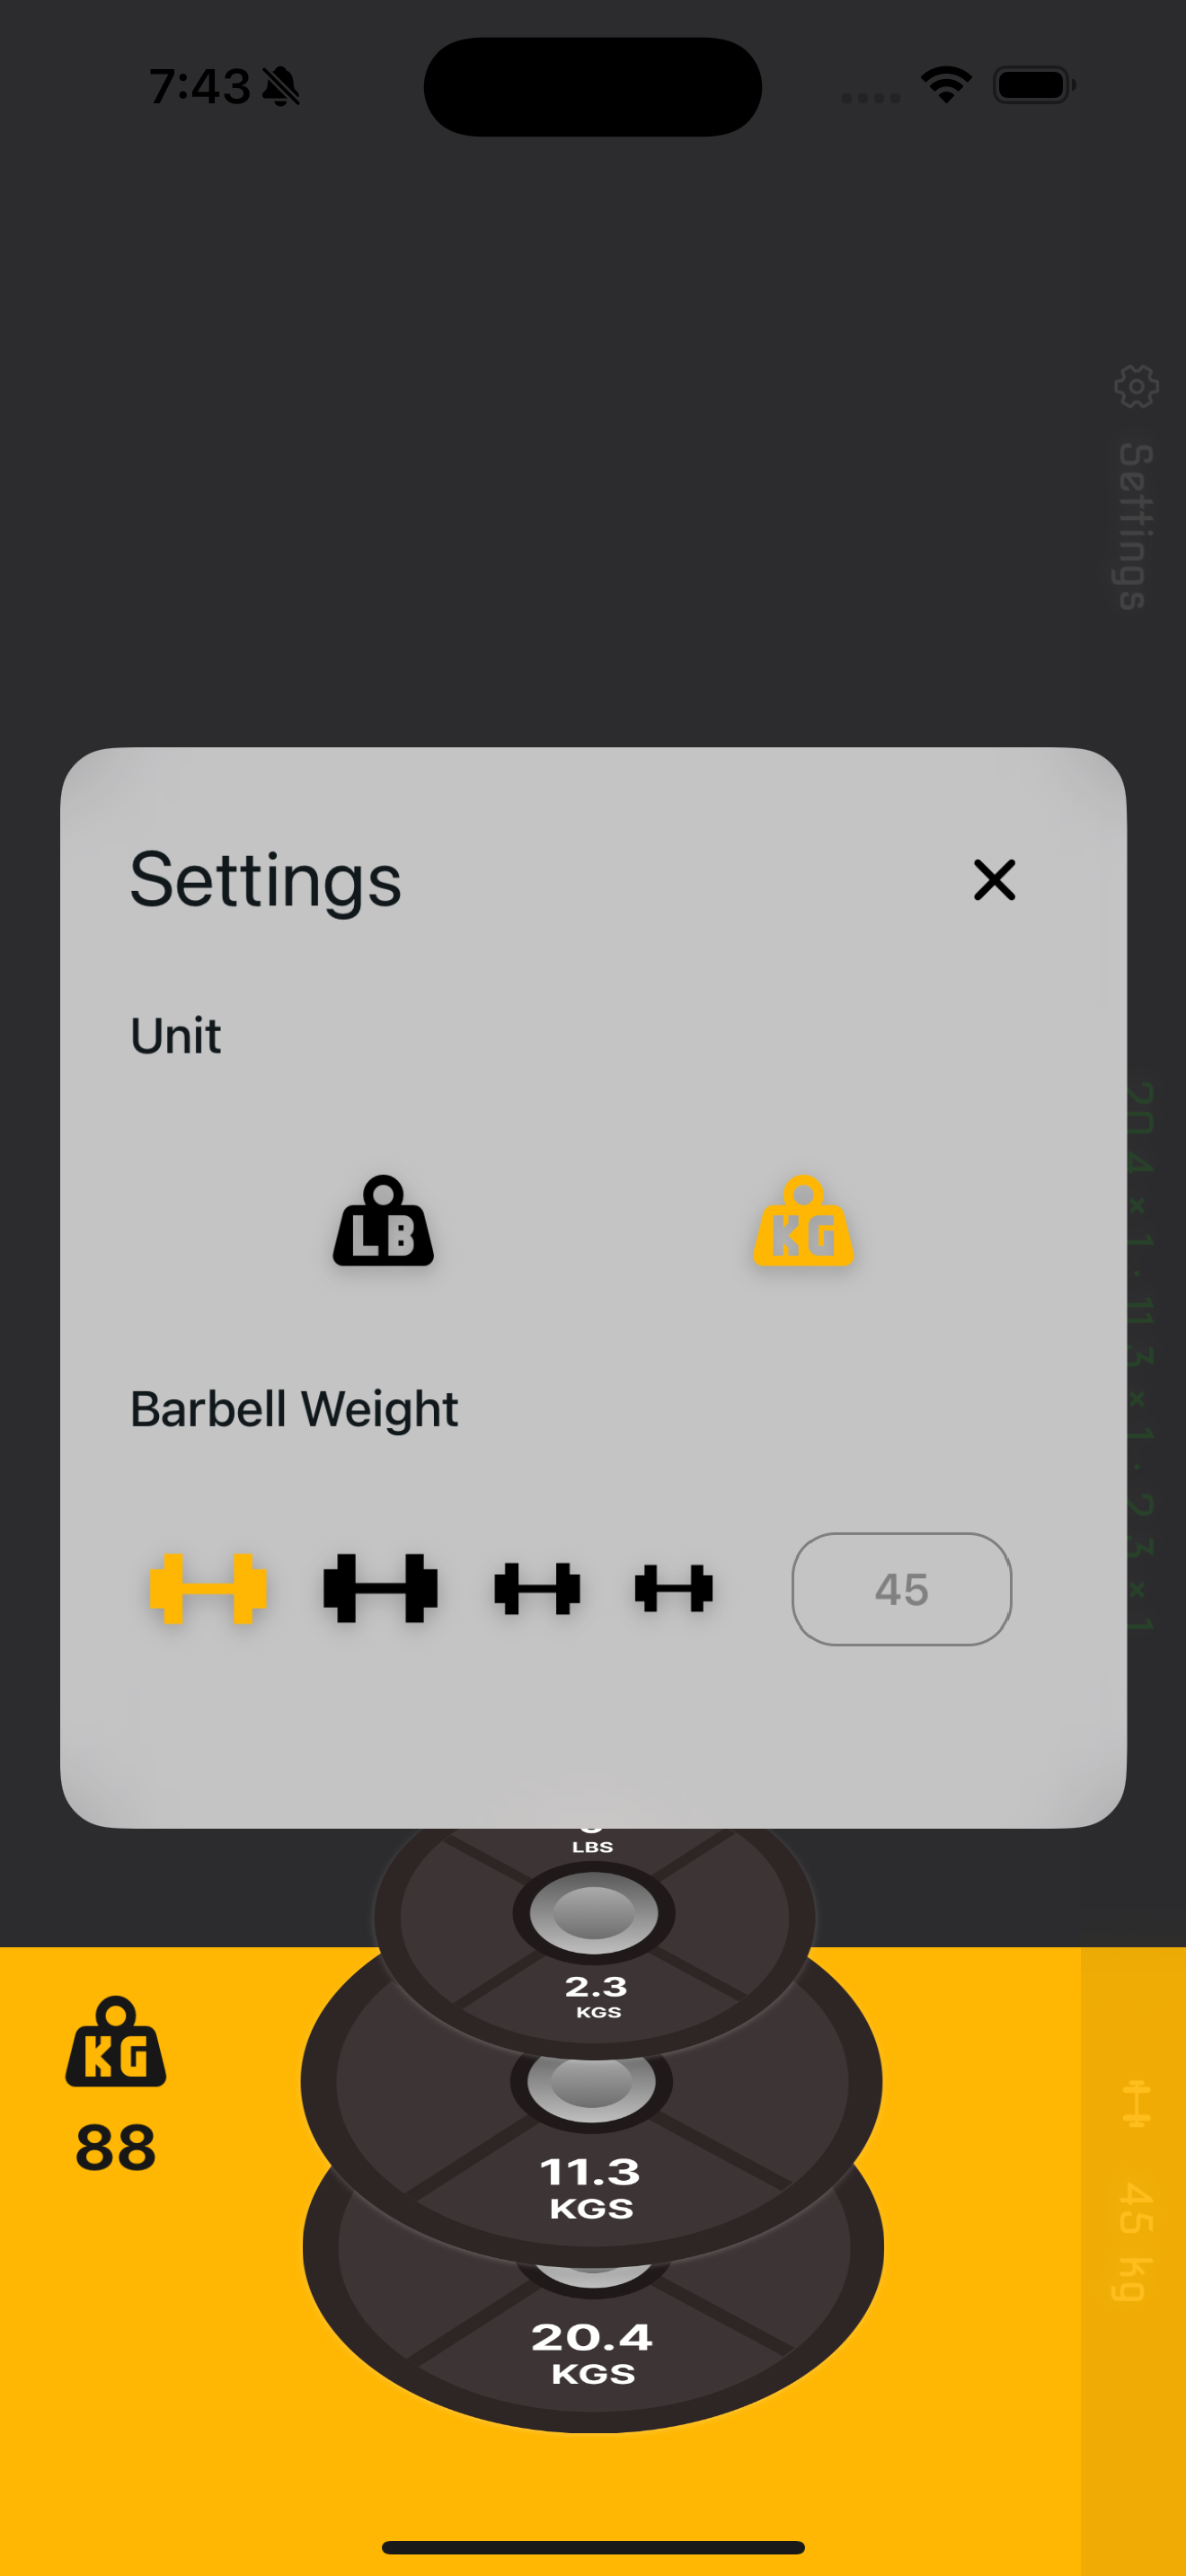 7:43
Settings
Settings
Unit
LB
KG
Barbell Weight
45
20.4 × 1 · 11.3 × 1 · 2.3 × 1
LBS
2.3
KGS
KG
88
11.3
KGS
45 kg
20.4
KGS